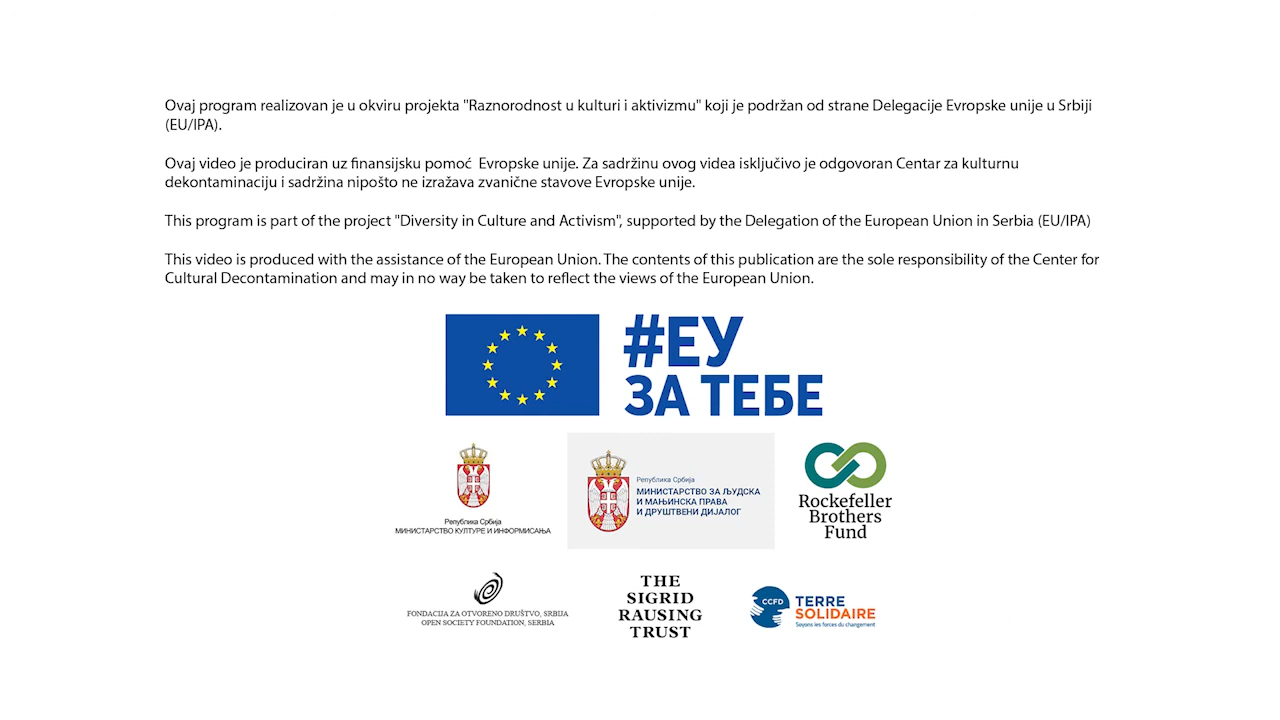 Ovaj program realizovan je u okviru projekta "Raznorodnost u kulturi i aktivizmu" koji je podržan od strane Delegacije Evropske unije u Srbiji
(EU/IPA).
Ovaj video je produciran uz finansijsku pomoć  Evropske unije. Za sadržinu ovog videa isključivo je odgovoran Centar za kulturnu
dekontaminaciju i sadržina nipošto ne izražava zvanične stavove Evropske unije.
This program is part of the project "Diversity in Culture and Activism", supported by the Delegation of the European Union in Serbia (EU/IPA)
This video is produced with the assistance of the European Union. The contents of this publication are the sole responsibility of the Center for
Cultural Decontamination and may in no way be taken to reflect the views of the European Union.
#ЕУ
ЗА ТЕБЕ
Република Србија
МИНИСТАРСТВО КУЛТУРЕ И ИНФОРМИСАЊА
Република Србија
МИНИСТАРСТВО ЗА ЉУДСКА
И МАЊИНСКА ПРАВА
И ДРУШТВЕНИ ДИЈАЛОГ
Rockefeller
Brothers
Fund
FONDACIJA ZA OTVORENO DRUŠTVO, SRBIJA
OPEN SOCIETY FOUNDATION, SERBIA
THE
SIGRID
RAUSING
TRUST
CCFD
TERRE
SOLIDAIRE
Soyons les forces du changement